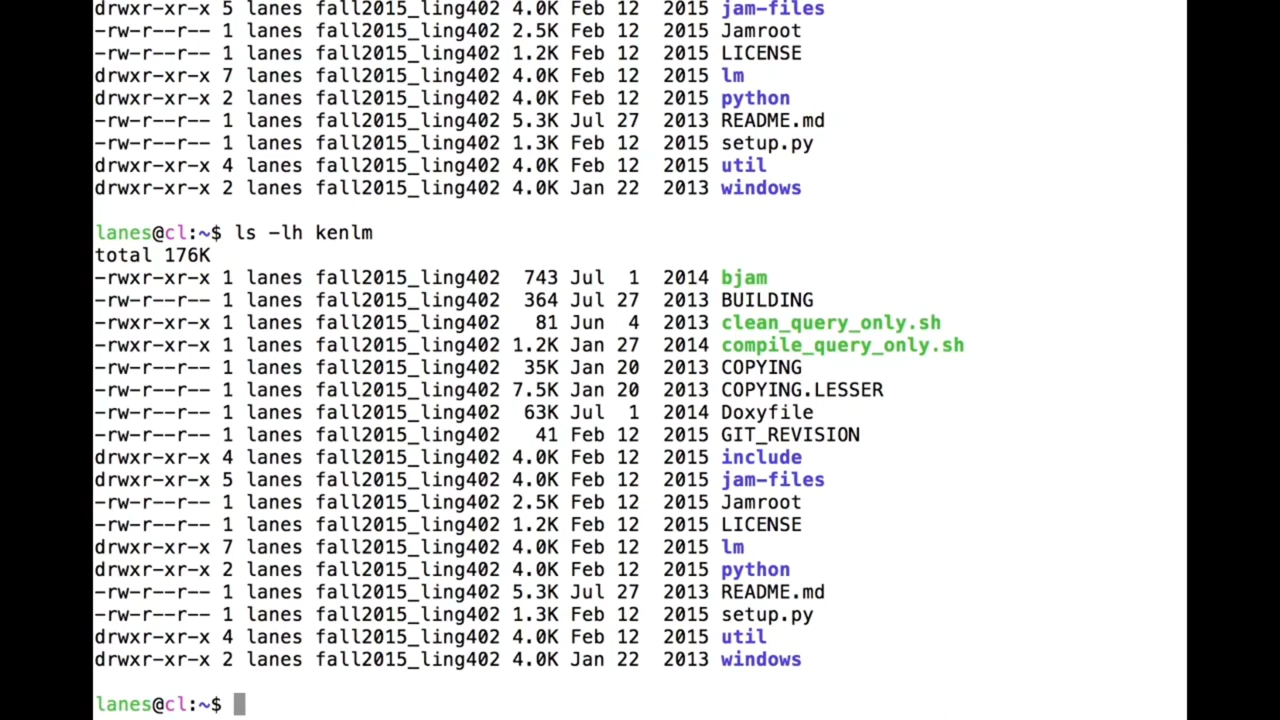 drwxr-xr-x 5 lanes fall2015_ling402 4.0K Feb 12  2015 jam-files
-rw-r--r-- 1 lanes fall2015_ling402 2.5K Feb 12  2015 Jamroot
-rw-r--r-- 1 lanes fall2015_ling402 1.2K Feb 12  2015 LICENSE
drwxr-xr-x 7 lanes fall2015_ling402 4.0K Feb 12  2015 lm
drwxr-xr-x 2 lanes fall2015_ling402 4.0K Feb 12  2015 python
-rw-r--r-- 1 lanes fall2015_ling402 5.3K Jul 27  2013 README.md
-rw-r--r-- 1 lanes fall2015_ling402 1.3K Feb 12  2015 setup.py
drwxr-xr-x 4 lanes fall2015_ling402 4.0K Feb 12  2015 util
drwxr-xr-x 2 lanes fall2015_ling402 4.0K Jan 22  2013 windows
lanes@cl:~$ ls -lh kenlm
total 176K
-rwxr-xr-x 1 lanes fall2015_ling402  743 Jul  1  2014 bjam
-rw-r--r-- 1 lanes fall2015_ling402  364 Jul 27  2013 BUILDING
-rwxr-xr-x 1 lanes fall2015_ling402   81 Jun  4  2013 clean_query_only.sh
-rwxr-xr-x 1 lanes fall2015_ling402 1.2K Jan 27  2014 compile_query_only.sh
-rw-r--r-- 1 lanes fall2015_ling402  35K Jan 20  2013 COPYING
-rw-r--r-- 1 lanes fall2015_ling402 7.5K Jan 20  2013 COPYING.LESSER
-rw-r--r-- 1 lanes fall2015_ling402  63K Jul  1  2014 Doxyfile
-rw-r--r-- 1 lanes fall2015_ling402   41 Feb 12  2015 GIT_REVISION
drwxr-xr-x 4 lanes fall2015_ling402 4.0K Feb 12  2015 include
drwxr-xr-x 5 lanes fall2015_ling402 4.0K Feb 12  2015 jam-files
-rw-r--r-- 1 lanes fall2015_ling402 2.5K Feb 12  2015 Jamroot
-rw-r--r-- 1 lanes fall2015_ling402 1.2K Feb 12  2015 LICENSE
drwxr-xr-x 7 lanes fall2015_ling402 4.0K Feb 12  2015 lm
drwxr-xr-x 2 lanes fall2015_ling402 4.0K Feb 12  2015 python
-rw-r--r-- 1 lanes fall2015_ling402 5.3K Jul 27  2013 README.md
-rw-r--r-- 1 lanes fall2015_ling402 1.3K Feb 12  2015 setup.py
drwxr-xr-x 4 lanes fall2015_ling402 4.0K Feb 12  2015 util
drwxr-xr-x 2 lanes fall2015_ling402 4.0K Jan 22  2013 windows
lanes@cl:~$